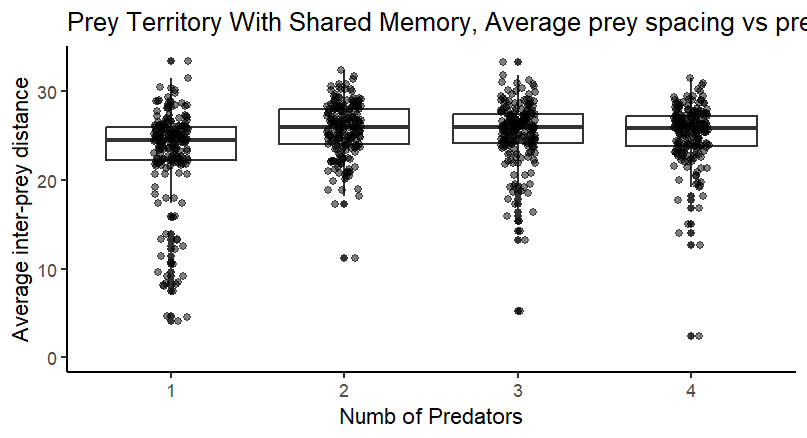 Prey Territory With Shared Memory, Average prey spacing vs pre
Average inter-prey distance
30
20
10
0
1 2 3 4
Numb of Predators